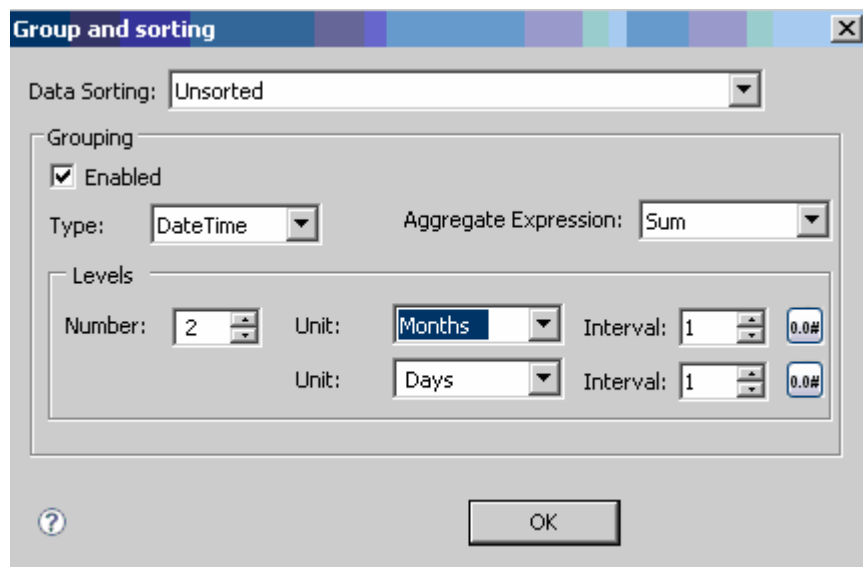 Group and sorting
Data Sorting: Unsorted
Grouping
Enabled
Type: DateTime Aggregate Expression: Sum
Levels
Number: 2 Unit: Months Interval: 1 0.0#
Unit: Days Interval: 1 0.0#
? OK